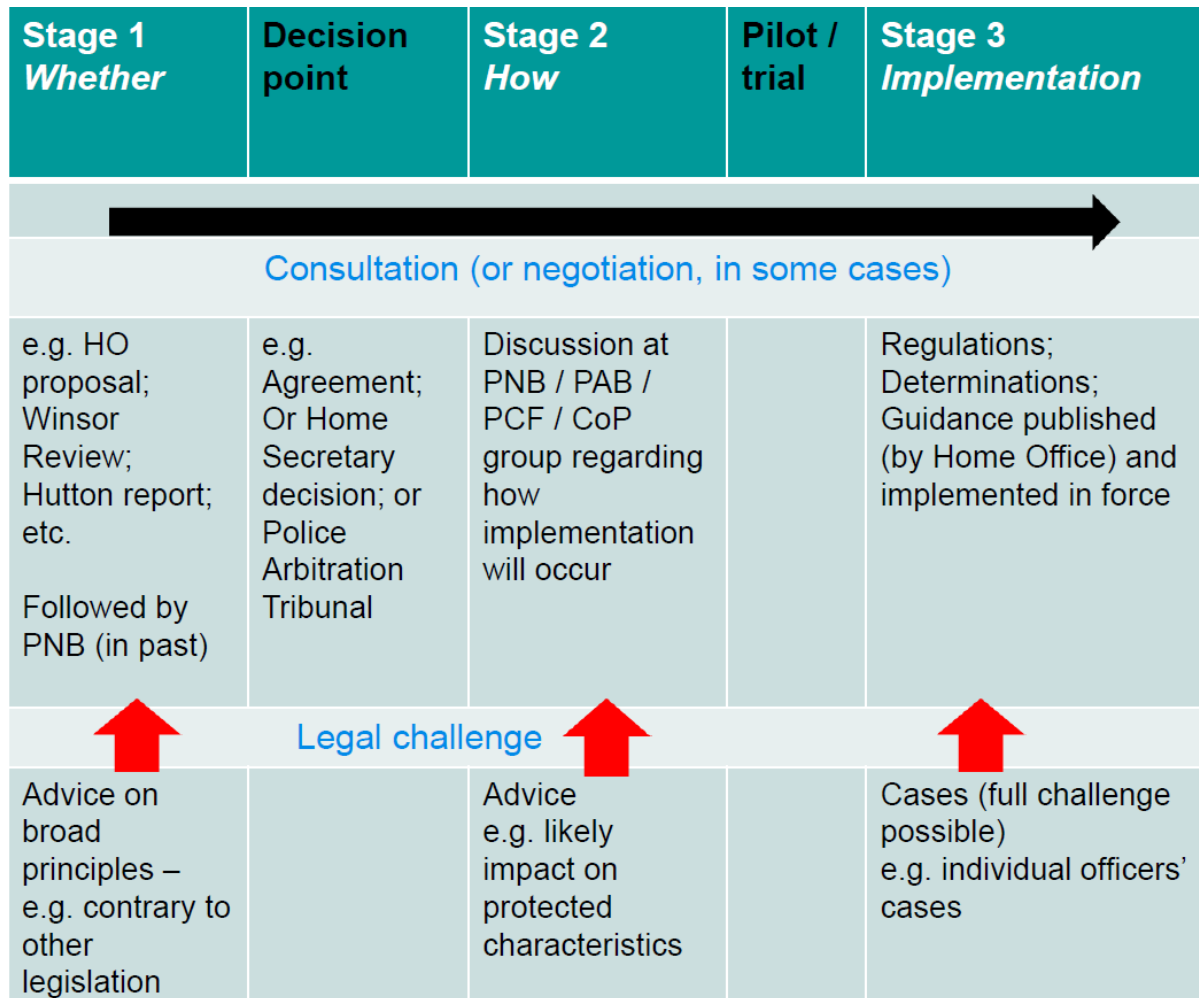 Stage 1
Whether
Decision
point
Stage 2
How
Pilot /
trial
Stage 3
Implementation
Consultation (or negotiation, in some cases)
e.g. HO
proposal;
Winsor
Review;
Hutton report;
etc.
Followed by
PNB (in past)
e.g.
Agreement;
Or Home
Secretary
decision; or
Police
Arbitration
Tribunal
Discussion at
PNB / PAB /
PCF / CoP
group regarding
how
implementation
will occur
Regulations;
Determinations;
Guidance published
(by Home Office) and
implemented in force
Legal challenge
Advice on
broad
principles –
e.g. contrary to
other
legislation
Advice
e.g. likely
impact on
protected
characteristics
Cases (full challenge
possible)
e.g. individual officers’
cases